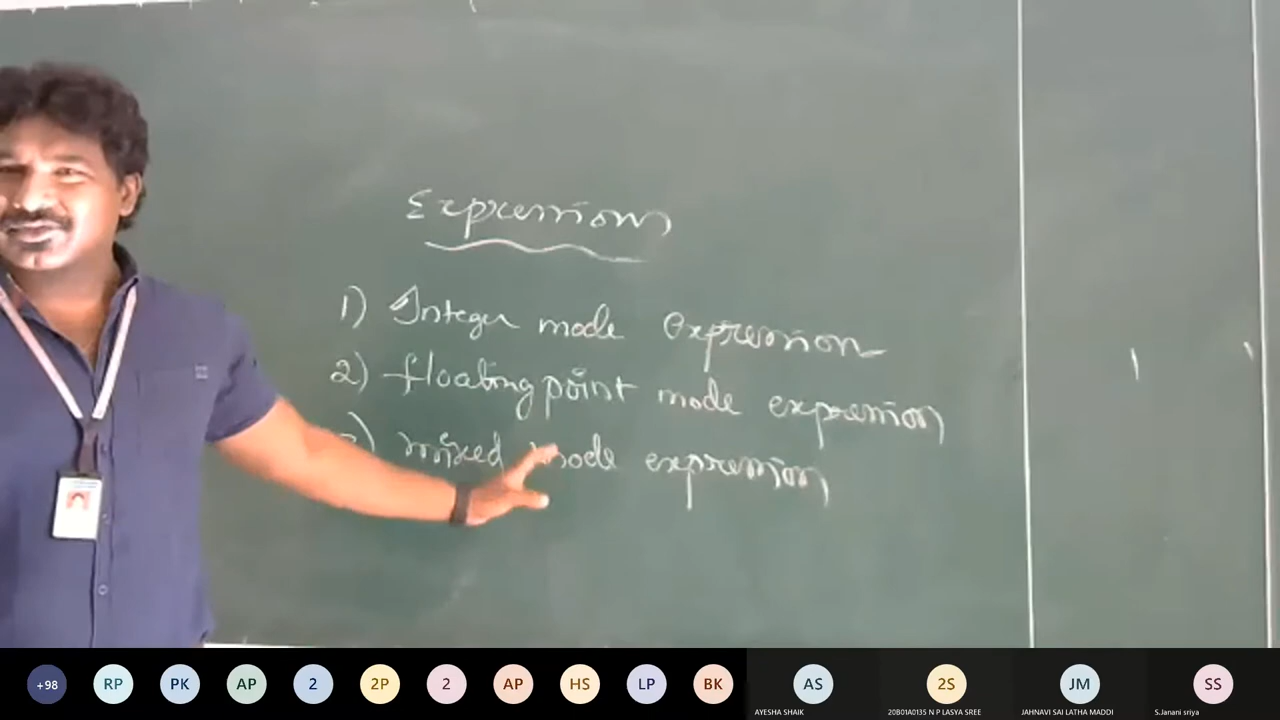 Expressions
1) Integer mode Expression
2) floating point mode expression
3) mixed mode expression
+98 RP PK AP 2 2P 2 AP HS LP BK AS 2S JM SS
AYESHA SHAIK 20B01A0135 N P LASYA SREE JAHNAVI SAI LATHA MADDI S.Janani sriya